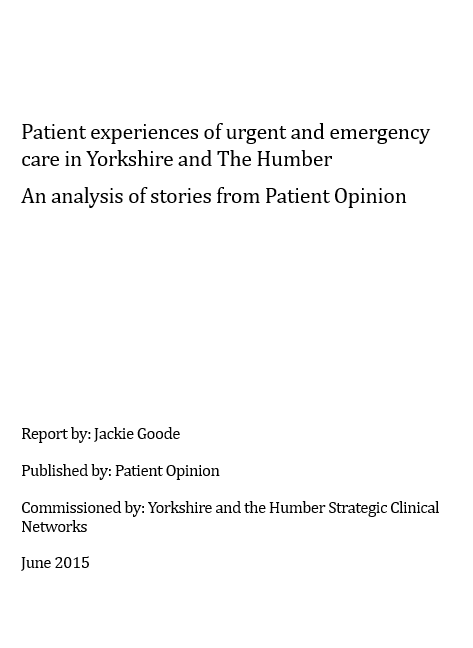 Patient experiences of urgent and emergency
care in Yorkshire and The Humber
An analysis of stories from Patient Opinion
Report by: Jackie Goode
Published by: Patient Opinion
Commissioned by: Yorkshire and the Humber Strategic Clinical
Networks
June 2015